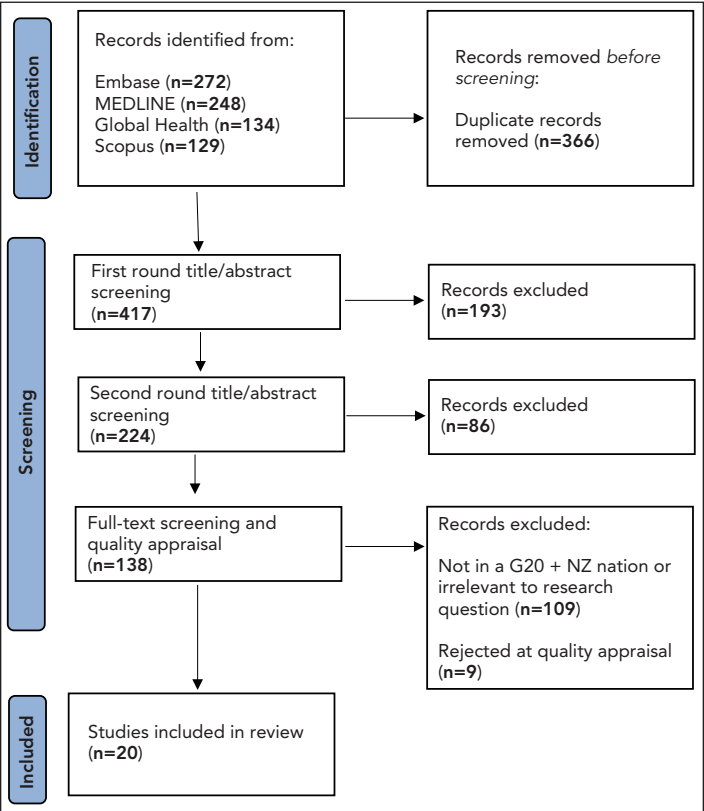 Identification
Records identified from:
Embase (n=272)
MEDLINE (n=248)
Global Health (n=134)
Scopus (n=129)
Records removed before
screening:
Duplicate records
removed (n=366)
Screening
First round title/abstract
screening
(n=417)
Records excluded
(n=193)
Second round title/abstract
screening
(n=224)
Records excluded
(n=86)
Full-text screening and
quality appraisal
(n=138)
Records excluded:
Not in a G20 + NZ nation or
irrelevant to research
question (n=109)
Rejected at quality appraisal
(n=9)
Included
Studies included in review
(n=20)